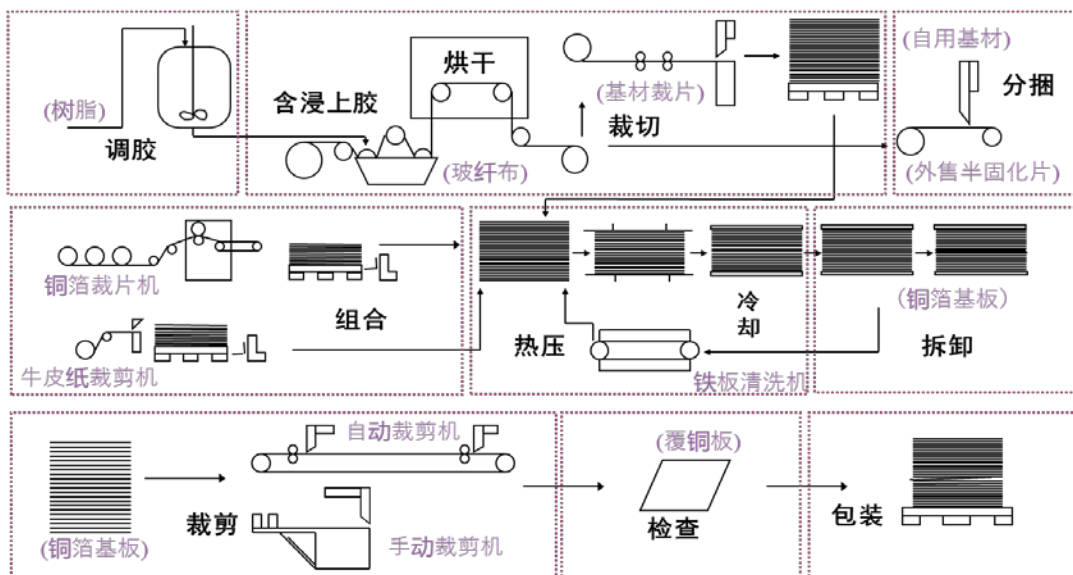 (树脂)
调胶
含浸上胶
烘干
(玻纤布)
(基材裁片)
裁切
(自用基材)
分捆
(外售半固化片)
铜箔裁片机
组合
牛皮纸裁剪机
热压
冷
却
铁板清洗机
(铜箔基板)
拆卸
(铜箔基板)
裁剪
自动裁剪机
手动裁剪机
(覆铜板)
检查
包装